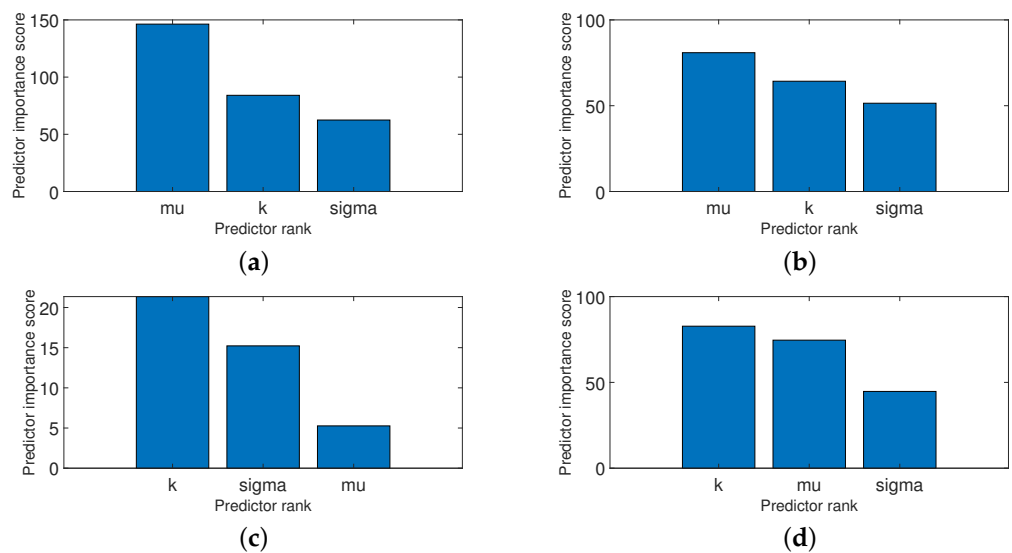 Predictor importance score
150
100
50
0
mu k sigma
Predictor rank
(a)
Predictor importance score
100
50
0
mu k sigma
Predictor rank
(b)
Predictor importance score
20
15
10
5
0
k sigma mu
Predictor rank
(c)
Predictor importance score
100
50
0
k mu sigma
Predictor rank
(d)